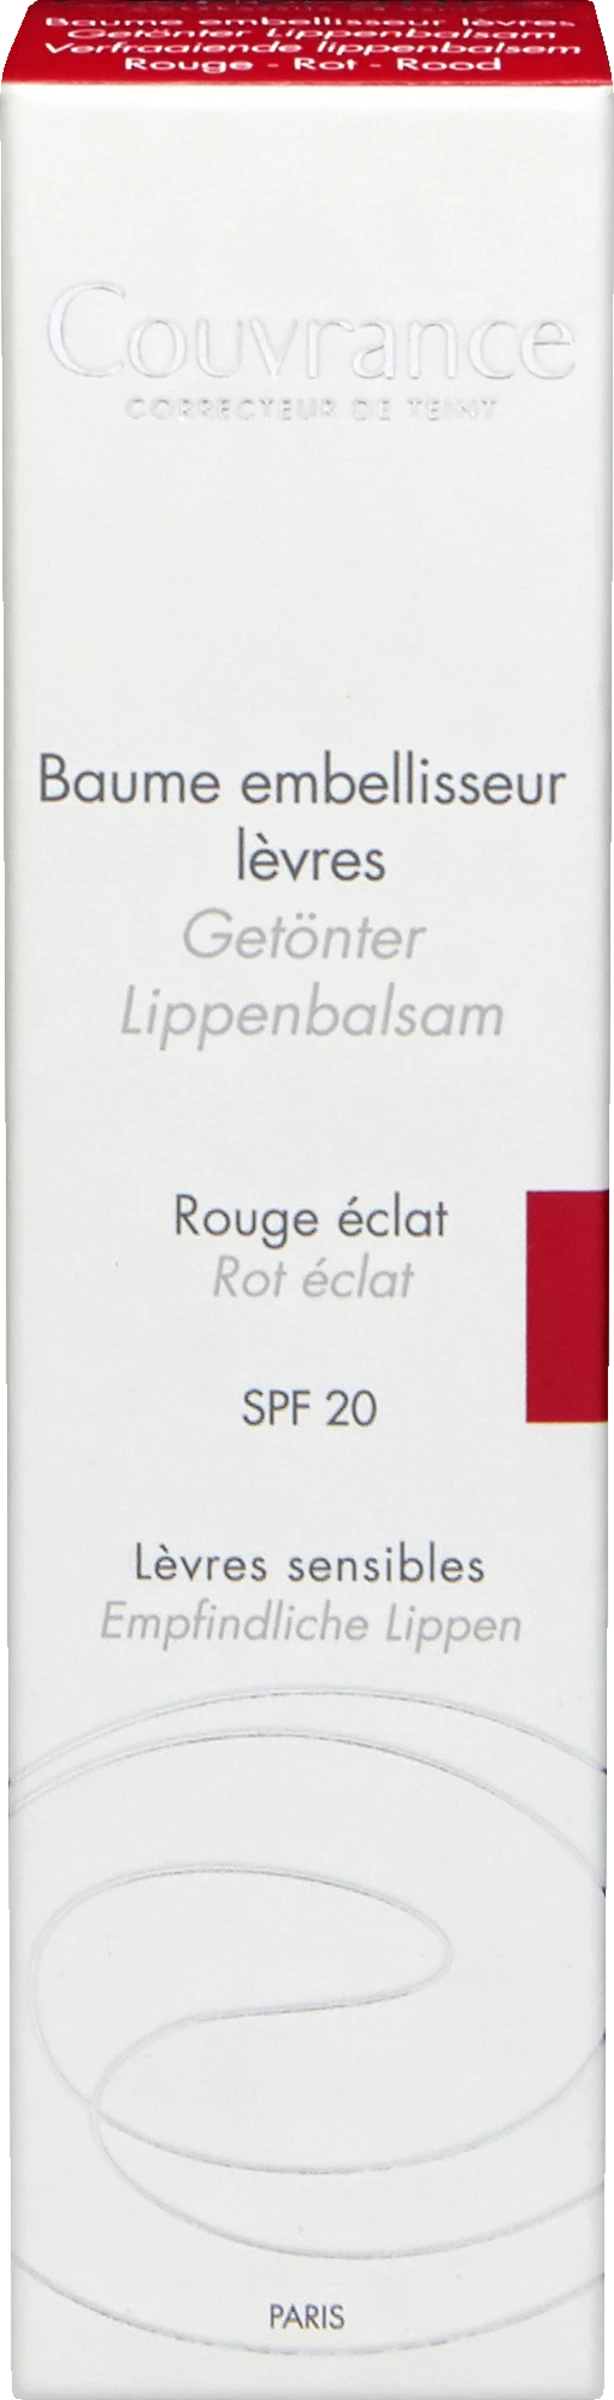 Baume embellisseur lèvres
Getönter Lippenbalsam
Verfraaiende lippenbalsem
Rouge - Rot - Rood
Couvrance
CORRECTEUR DE TEINT
Baume embellisseur
lèvres
Getönter
Lippenbalsam
Rouge éclat
Rot éclat
SPF 20
Lèvres sensibles
Empfindliche Lippen
PARIS